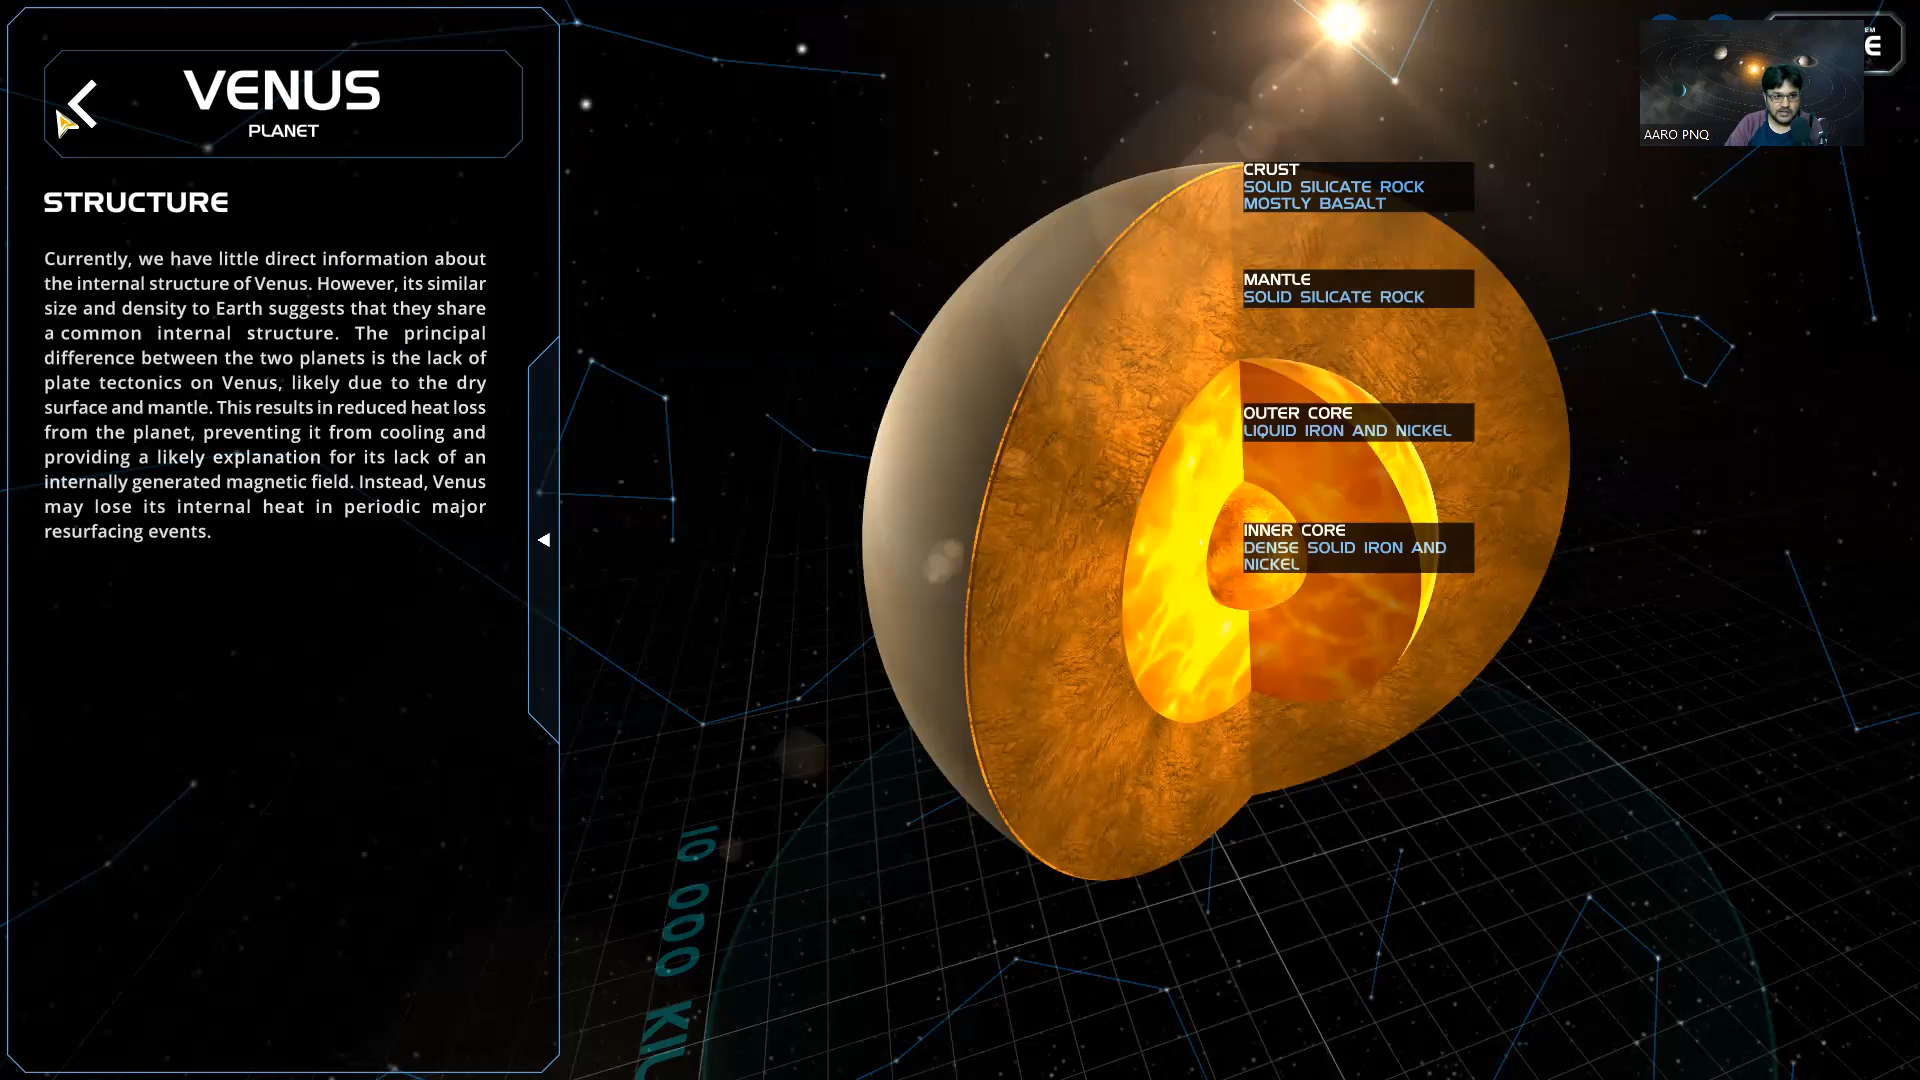 VENUS
PLANET
STRUCTURE
Currently, we have little direct information about
the internal structure of Venus. However, its similar
size and density to Earth suggests that they share
a common internal structure. The principal
difference between the two planets is the lack of
plate tectonics on Venus, likely due to the dry
surface and mantle. This results in reduced heat loss
from the planet, preventing it from cooling and
providing a likely explanation for its lack of an
internally generated magnetic field. Instead, Venus
may lose its internal heat in periodic major
resurfacing events.
CRUST
SOLID SILICATE ROCK
MOSTLY BASALT
MANTLE
SOLID SILICATE ROCK
OUTER CORE
LIQUID IRON AND NICKEL
INNER CORE
DENSE SOLID IRON AND
NICKEL
10 000
AARO PNQ